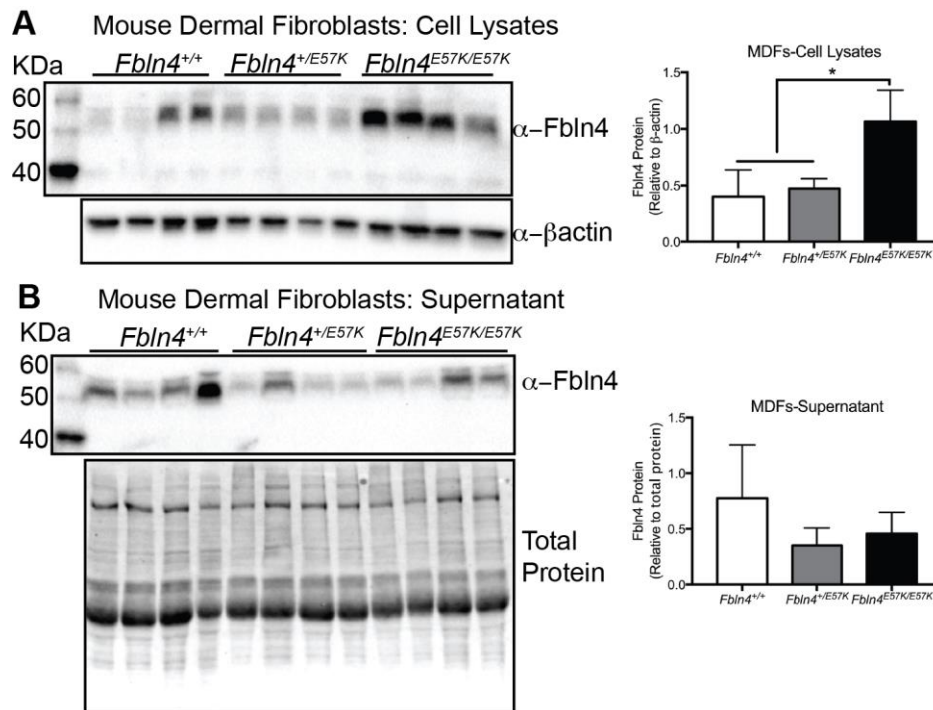 A Mouse Dermal Fibroblasts: Cell Lysates
KDa
Fbln4+/+ Fbln4+/E57K Fbln4E57K/E57K
60
50
40
α-Fbln4
α-βactin
MDFs-Cell Lysates
*
Fbln4 Protein
(Relative to β-actin)
1.5
1.0
0.5
0.0
Fbln4+/+ Fbln4+/E57K Fbln4E57K/E57K
B Mouse Dermal Fibroblasts: Supernatant
KDa
Fbln4+/+ Fbln4+/E57K Fbln4E57K/E57K
60
50
40
α-Fbln4
Total
Protein
MDFs-Supernatant
Fbln4 Protein
(Relative to total protein)
1.5
1.0
0.5
0.0
Fbln4+/+ Fbln4+/E57K Fbln4E57K/E57K